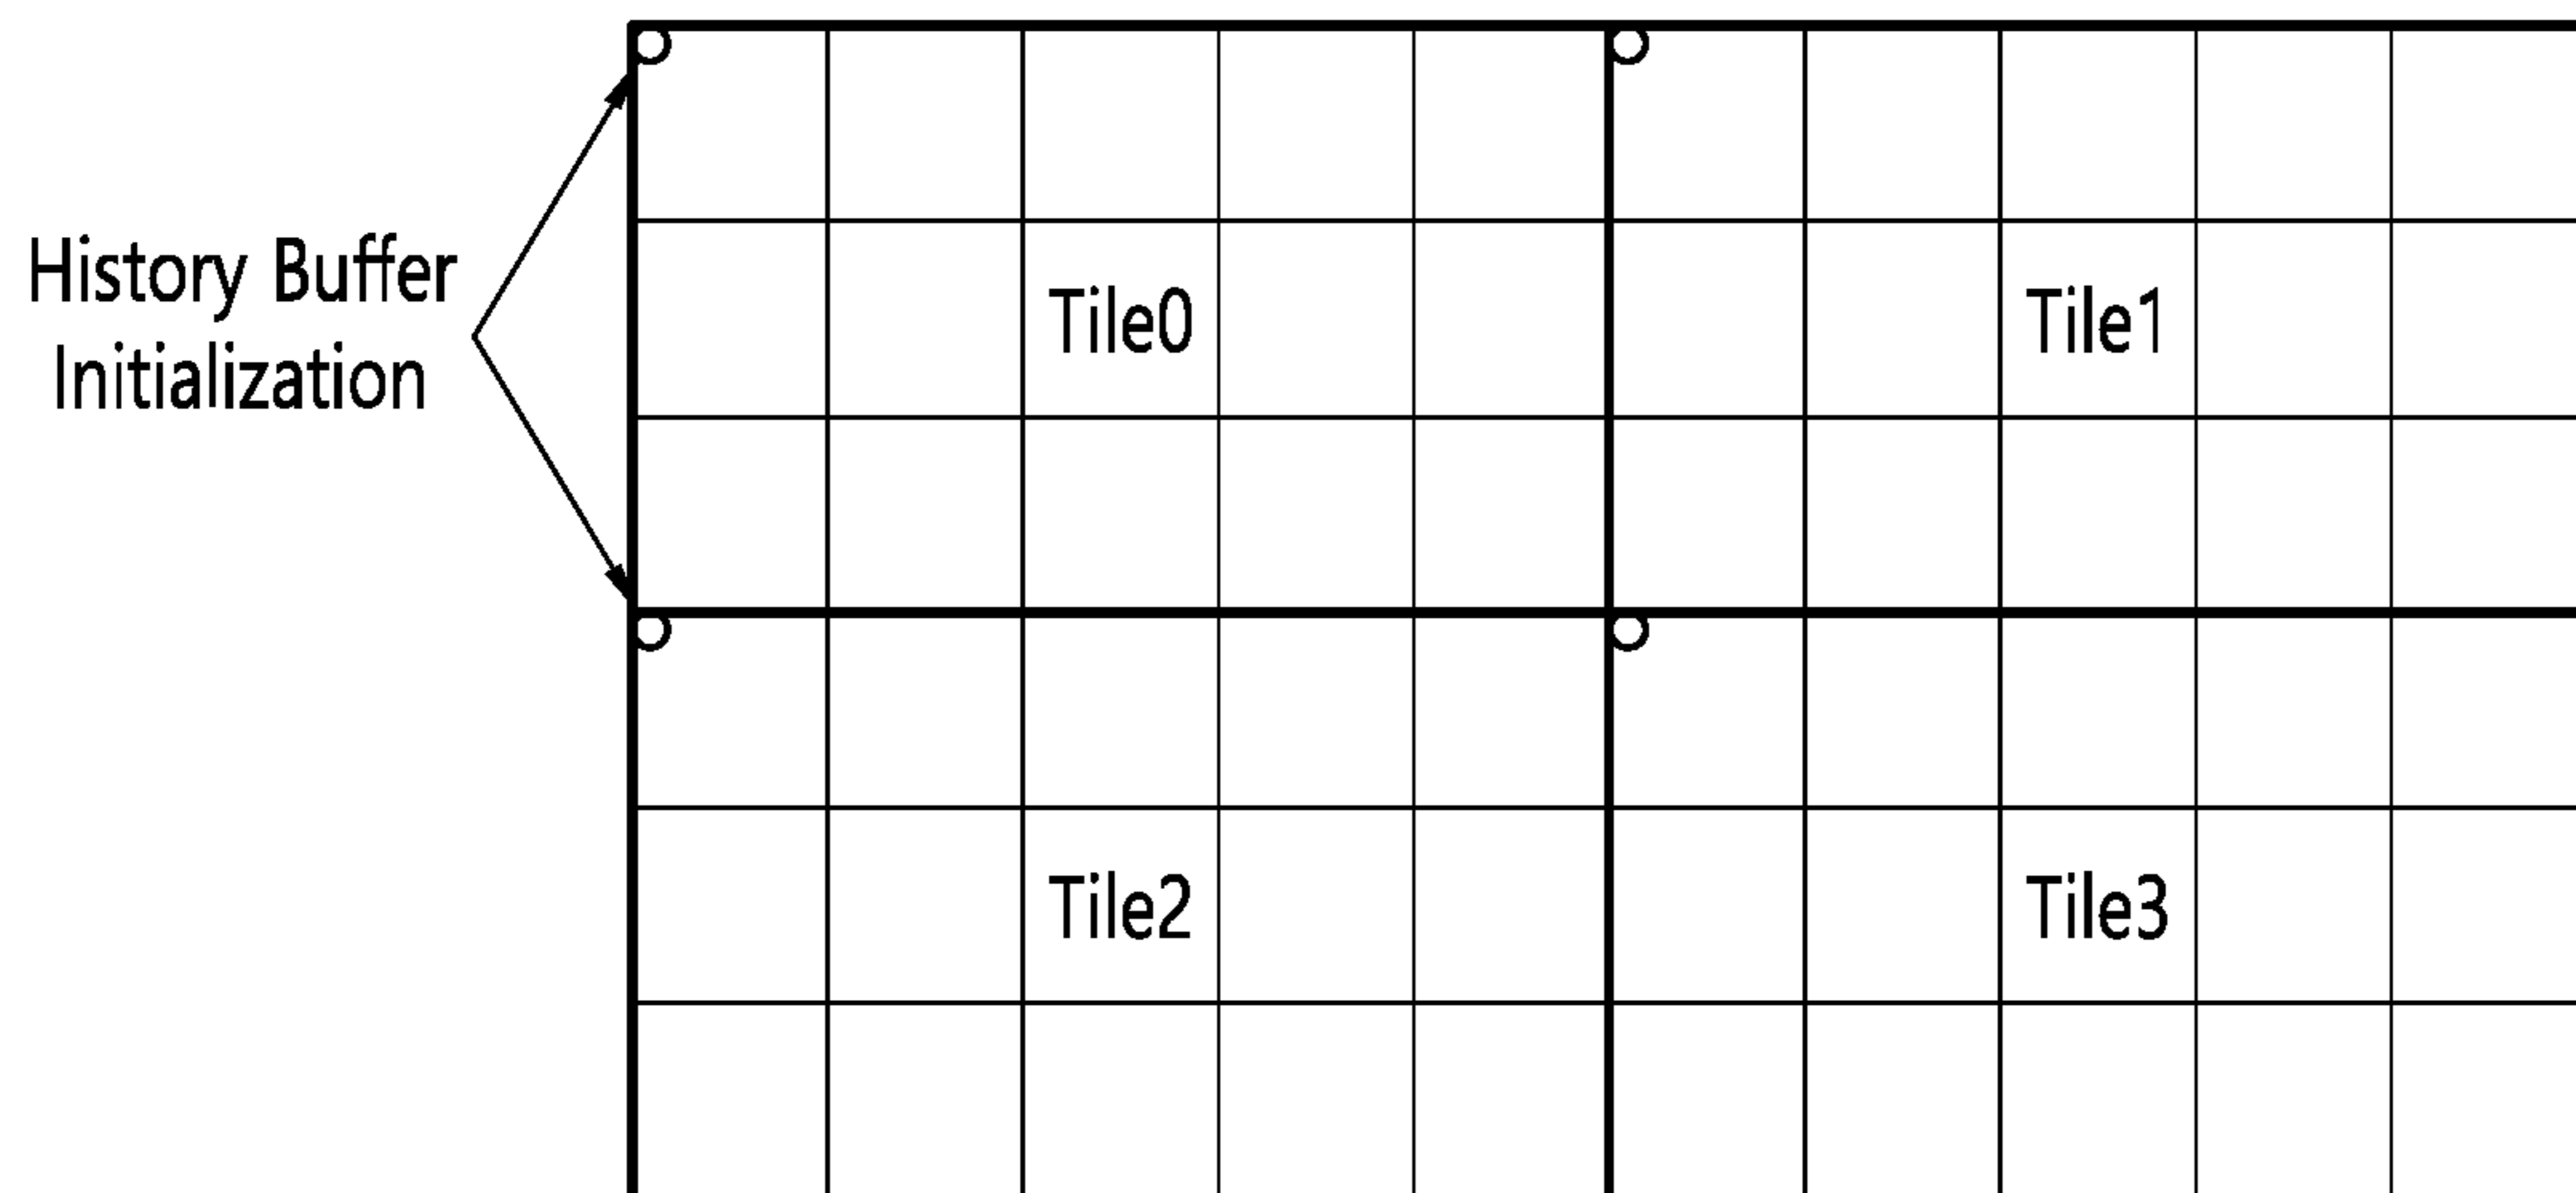 History Buffer
Initialization
Tile0
Tile1
Tile2
Tile3